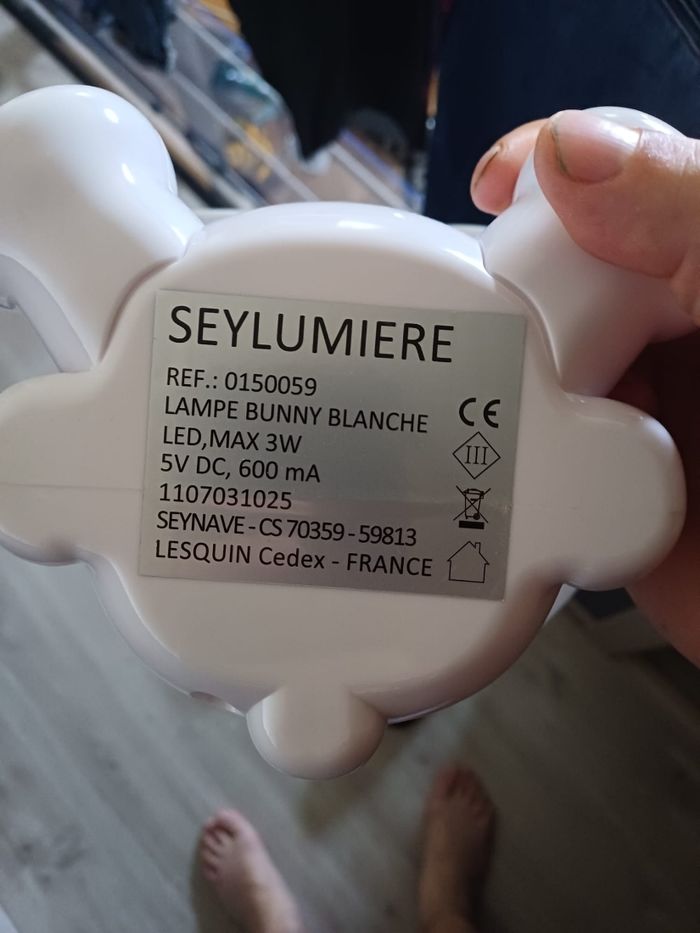 SEYLUMIERE
REF.: 0150059
LAMPE BUNNY BLANCHE
LED,MAX 3W
5V DC, 600 mA
1107031025
SEYNAVE - CS 70359 - 59813
LESQUIN Cedex - FRANCE
CE
III